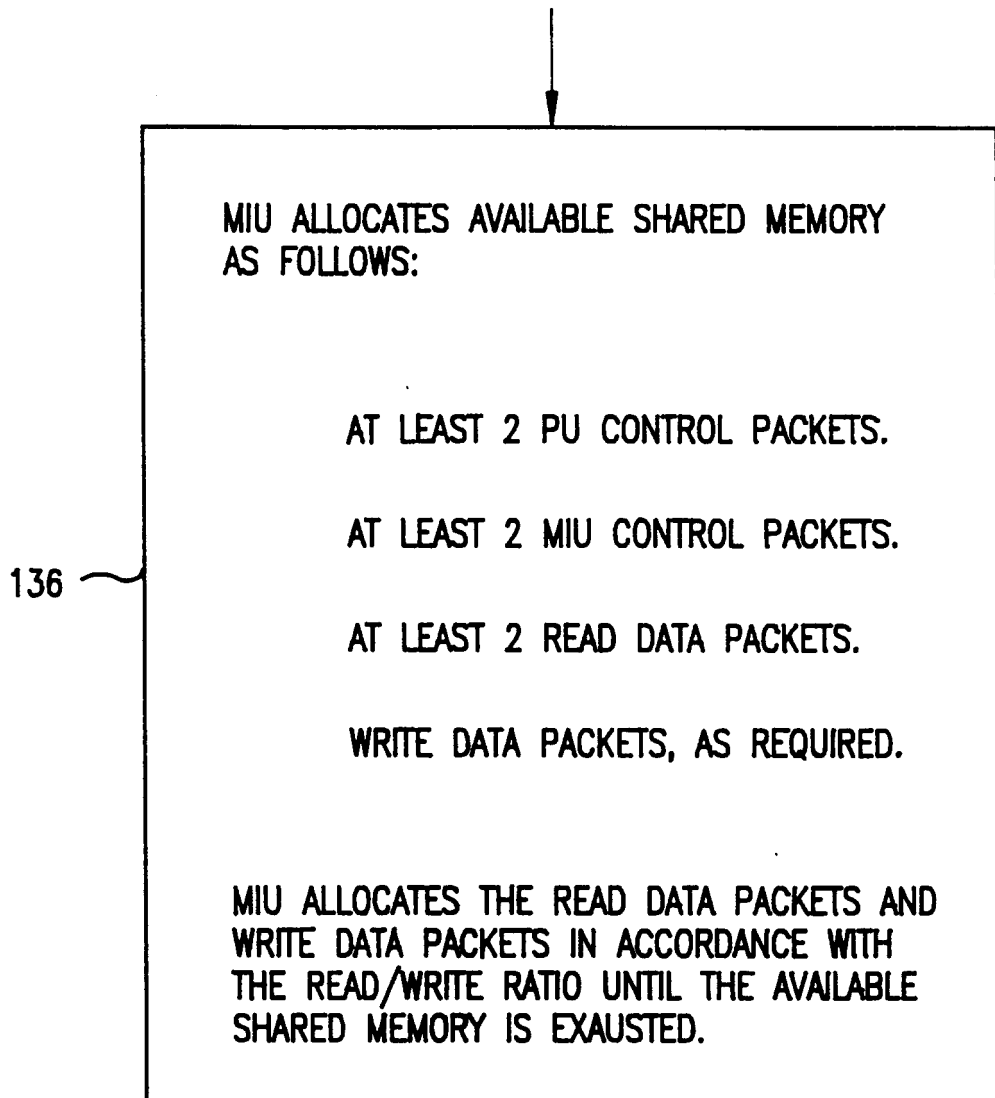 MIU ALLOCATES AVAILABLE SHARED MEMORY
AS FOLLOWS:
AT LEAST 2 PU CONTROL PACKETS.
AT LEAST 2 MIU CONTROL PACKETS.
136
AT LEAST 2 READ DATA PACKETS.
WRITE DATA PACKETS, AS REQUIRED.
MIU ALLOCATES THE READ DATA PACKETS AND
WRITE DATA PACKETS IN ACCORDANCE WITH
THE READ/WRITE RATIO UNTIL THE AVAILABLE
SHARED MEMORY IS EXAUSTED.